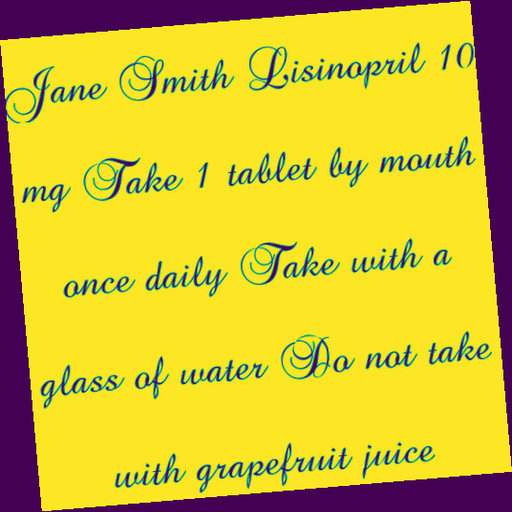 Jane Smith Lisinopril 10
mg Take 1 tablet by mouth
once daily Take with a
glass of water Do not take
with grapefruit juice